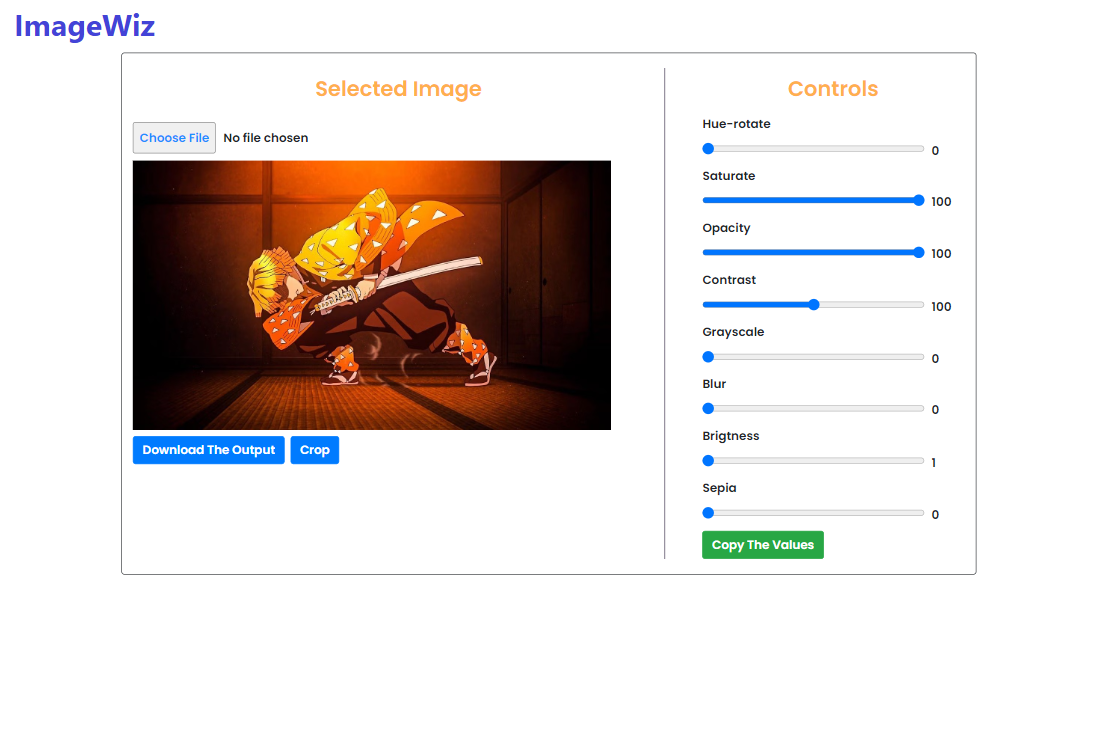 ImageWiz
Selected Image
Choose File No file chosen
Download The Output Crop
Controls
Hue-rotate
0
Saturate
100
Opacity
100
Contrast
100
Grayscale
0
Blur
0
Brigtness
1
Sepia
0
Copy The Values